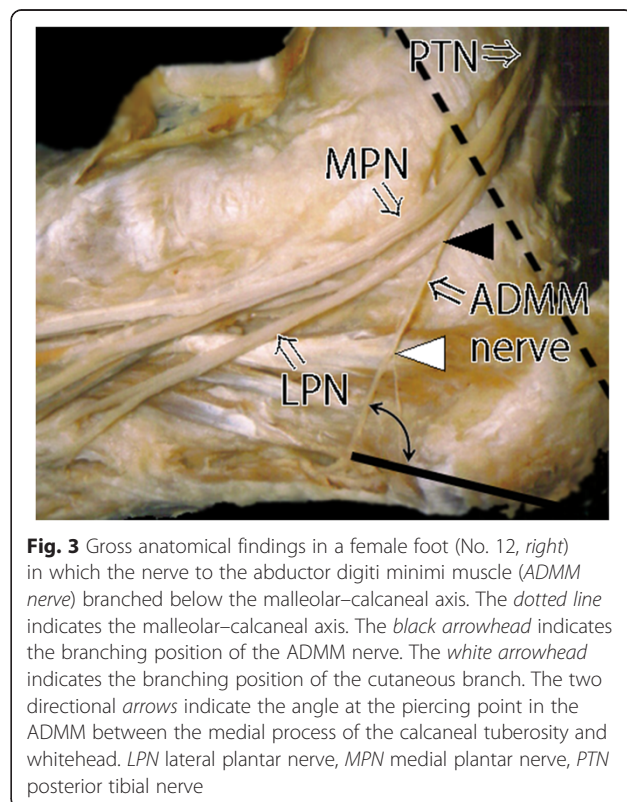 PTN⇒
MPN
ADMM
nerve
LPN
Fig. 3 Gross anatomical findings in a female foot (No. 12, right)
in which the nerve to the abductor digiti minimi muscle (ADMM
nerve) branched below the malleolar–calcaneal axis. The dotted line
indicates the malleolar–calcaneal axis. The black arrowhead indicates
the branching position of the ADMM nerve. The white arrowhead
indicates the branching position of the cutaneous branch. The two
directional arrows indicate the angle at the piercing point in the
ADMM between the medial process of the calcaneal tuberosity and
whitehead. LPN lateral plantar nerve, MPN medial plantar nerve, PTN
posterior tibial nerve